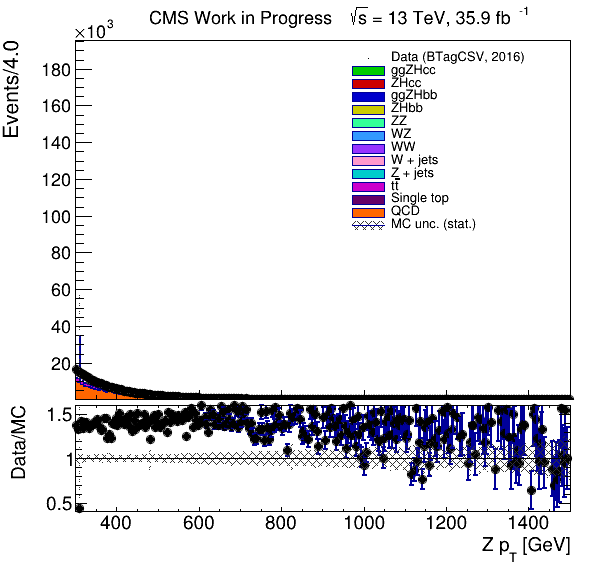 CMS Work in Progress √s = 13 TeV, 35.9 fb⁻¹
×10³
Events/4.0
180
160
140
120
100
80
60
40
20
Data (BTagCSV, 2016)
ggZHcc
ZHcc
ggZHbb
ZHbb
ZZ
WZ
WW
W + jets
Z + jets
tt̅
Single top
QCD
MC unc. (stat.)
Data/MC
1.5
1
0.5
400 600 800 1000 1200 1400
Z p_T [GeV]